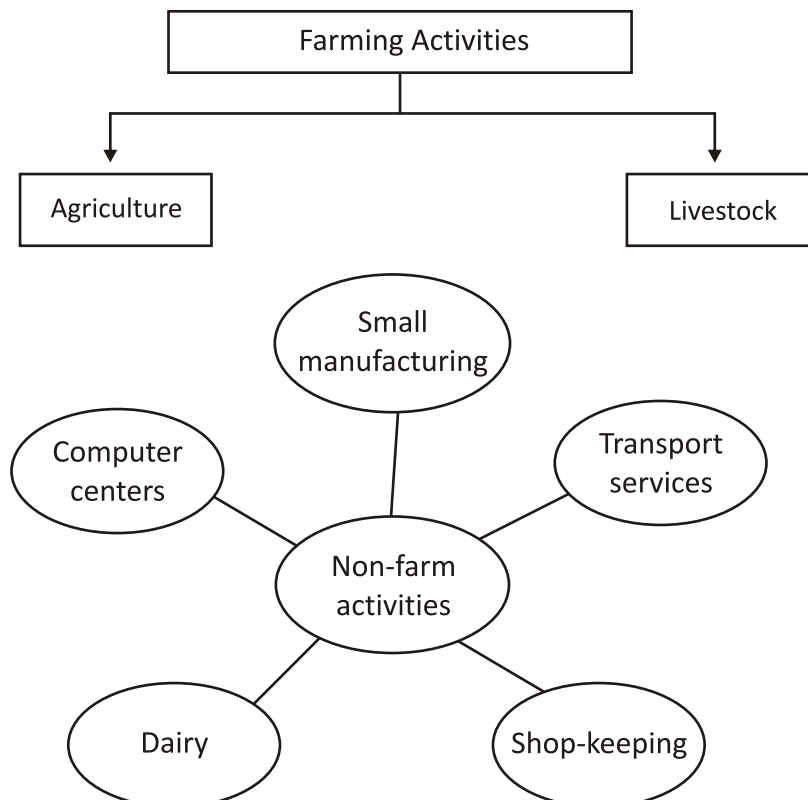 Farming Activities
Agriculture
Livestock
Small
manufacturing
Computer
centers
Transport
services
Non-farm
activities
Dairy
Shop-keeping